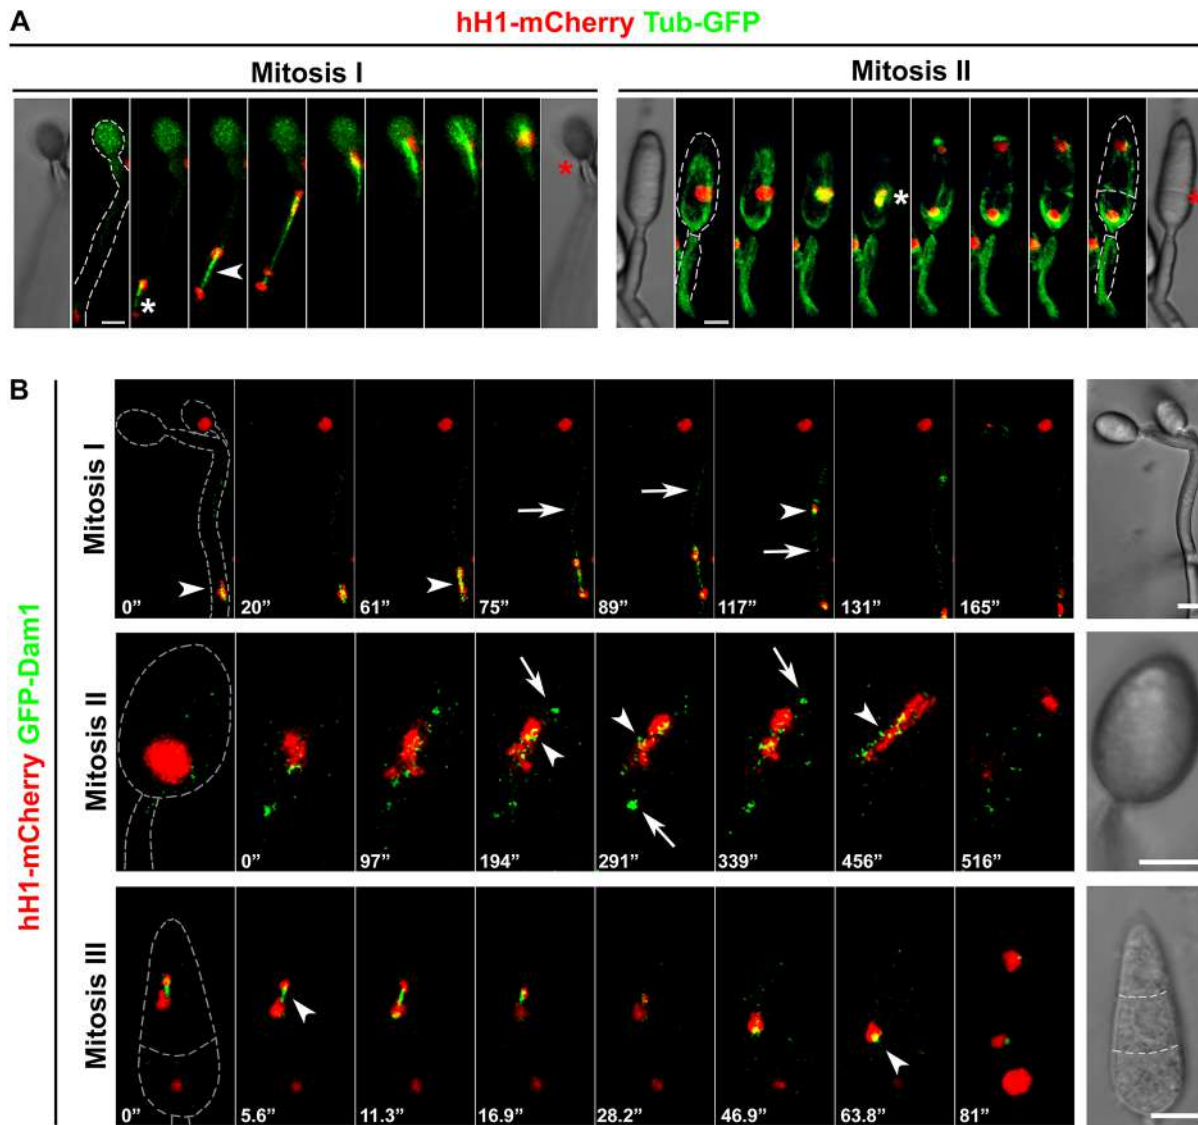 A
hH1-mCherry Tub-GFP
Mitosis I
Mitosis II
*
*
*
*
B
hH1-mCherry GFP-Dam1
Mitosis I
0” 20” 61” 75” 89” 117” 131” 165”
Mitosis II
0” 97” 194” 291” 339” 456” 516”
Mitosis III
0” 5.6” 11.3” 16.9” 28.2” 46.9” 63.8” 81”